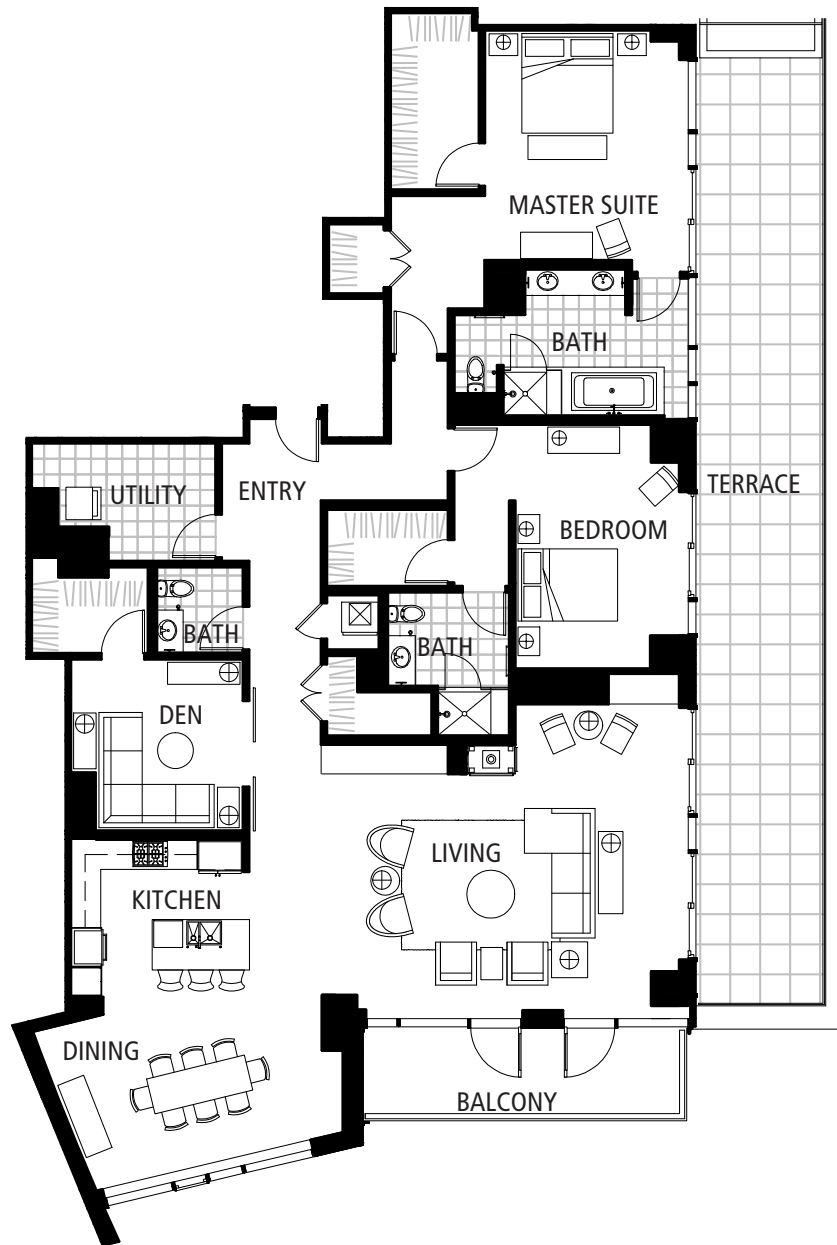 MASTER SUITE
BATH
TERRACE
UTILITY
ENTRY
BEDROOM
BATH
BATH
DEN
LIVING
KITCHEN
DINING
BALCONY